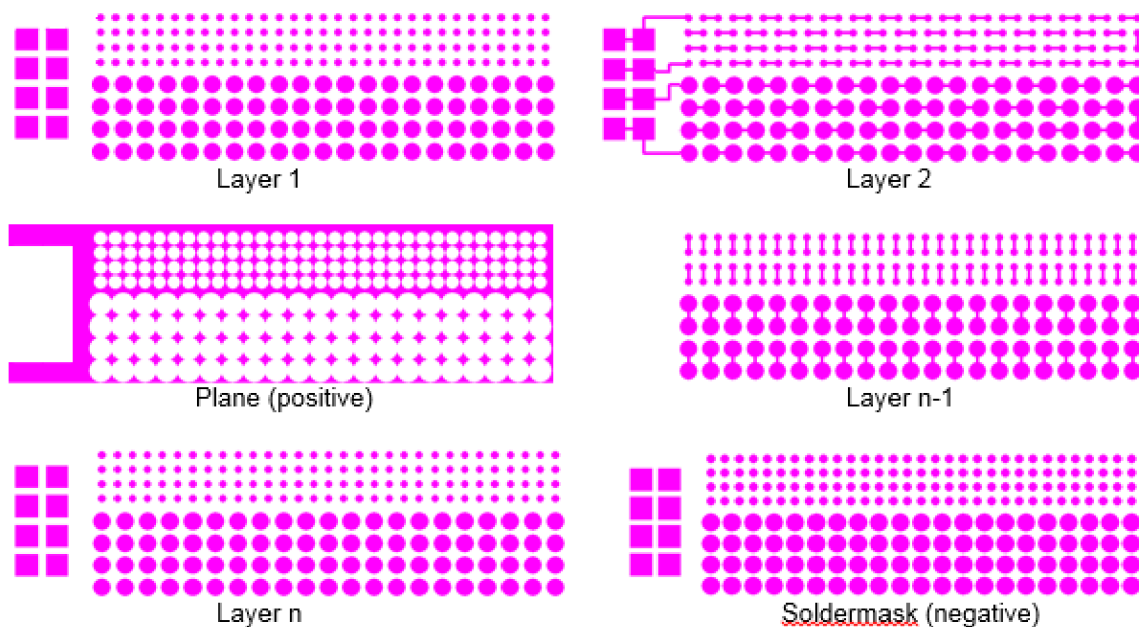 Layer 1
Layer 2
Plane (positive)
Layer n-1
Layer n
Soldermask (negative)